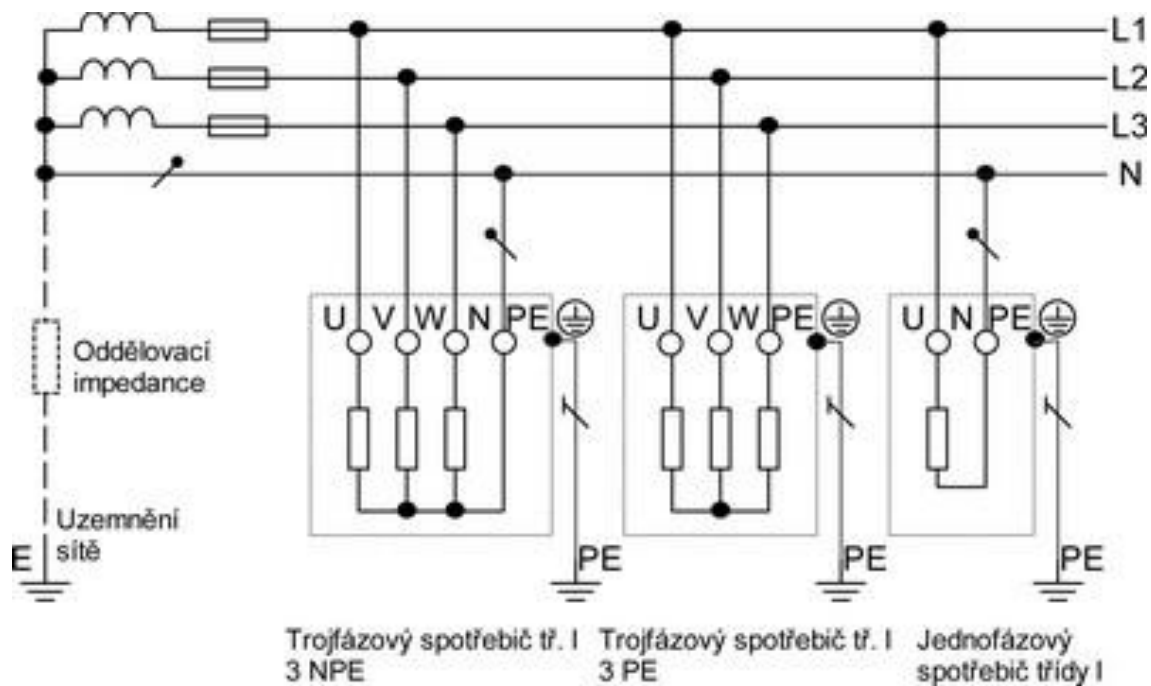 L1
L2
L3
N
U V W N PE
U V W PE
U N PE
Oddělovací
impedance
Uzemnění
sítě
E
PE
PE
PE
Trojfázový spotřebič tř. I
3 NPE
Trojfázový spotřebič tř. I
3 PE
Jednofázový
spotřebič třídy I